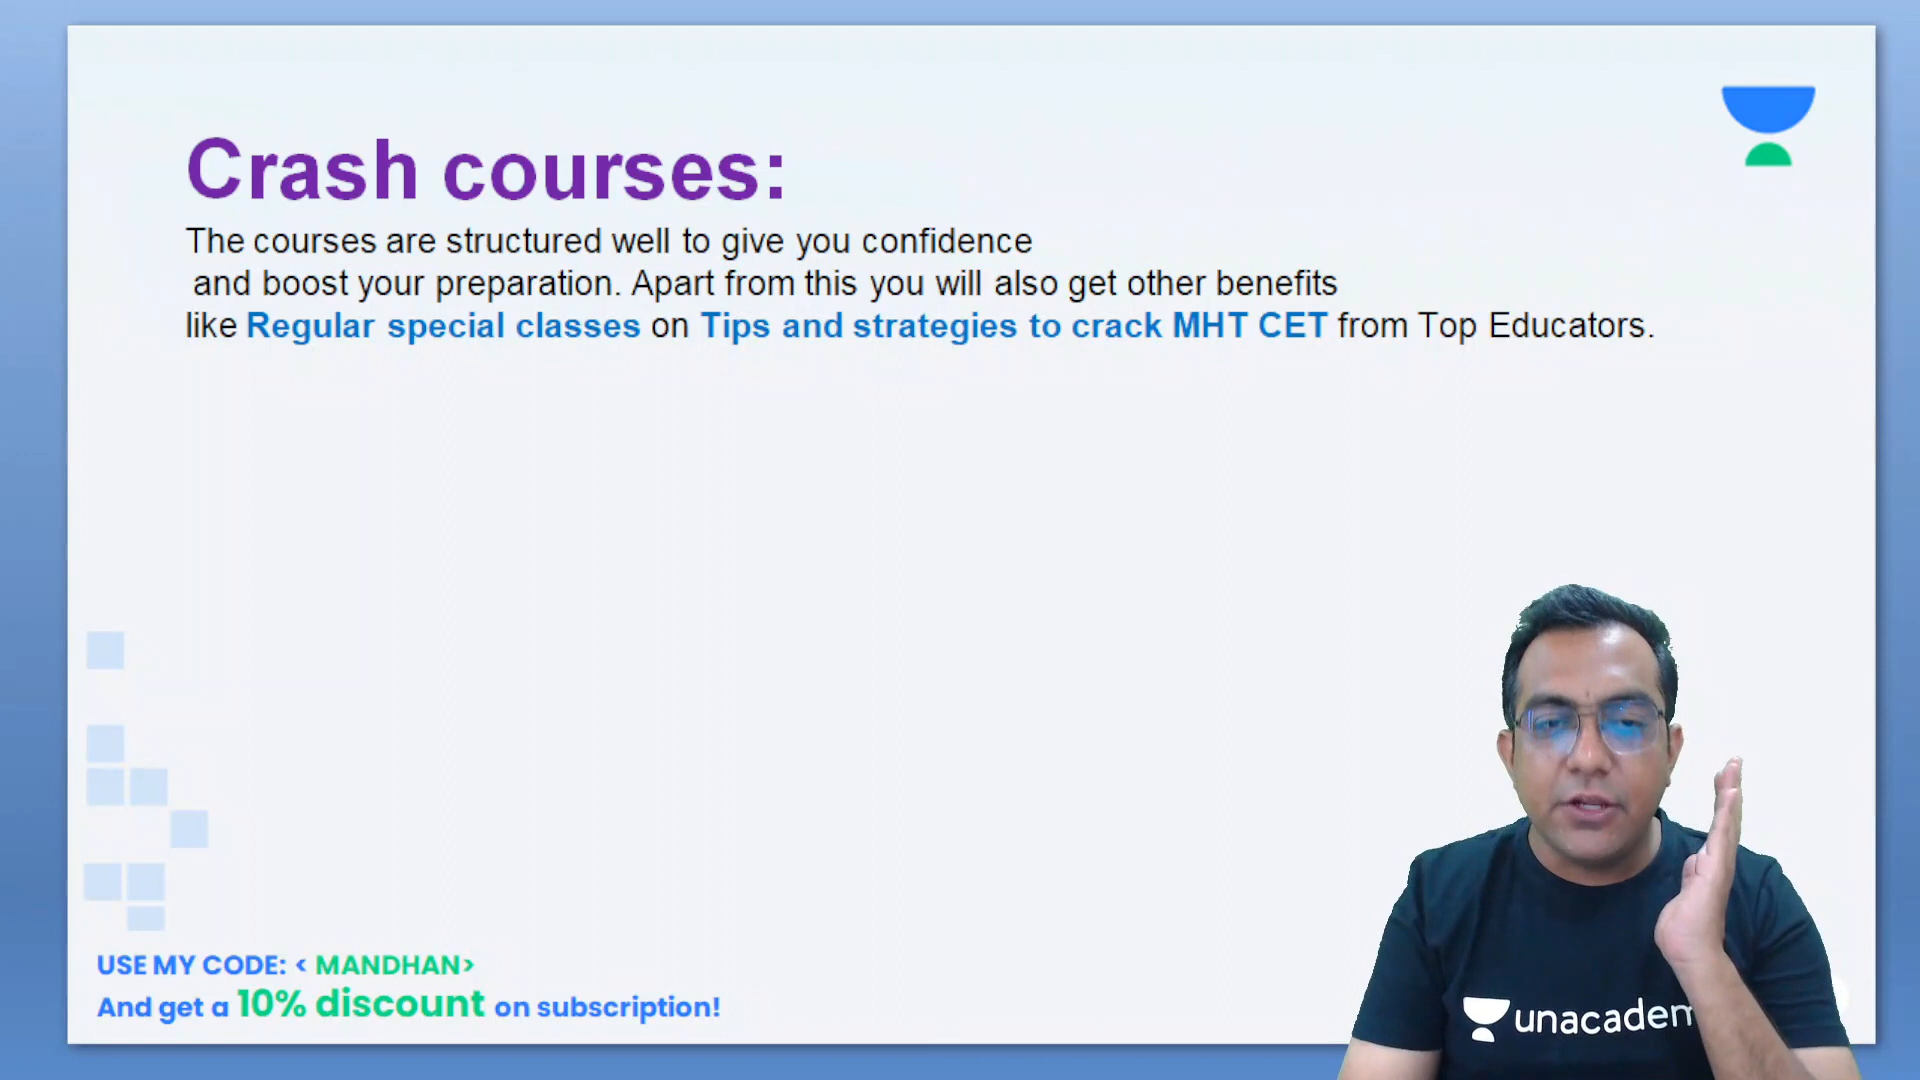 Crash courses:
The courses are structured well to give you confidence
and boost your preparation. Apart from this you will also get other benefits
like Regular special classes on Tips and strategies to crack MHT CET from Top Educators.
USE MY CODE: < MANDHAN>
And get a 10% discount on subscription!
unacadem